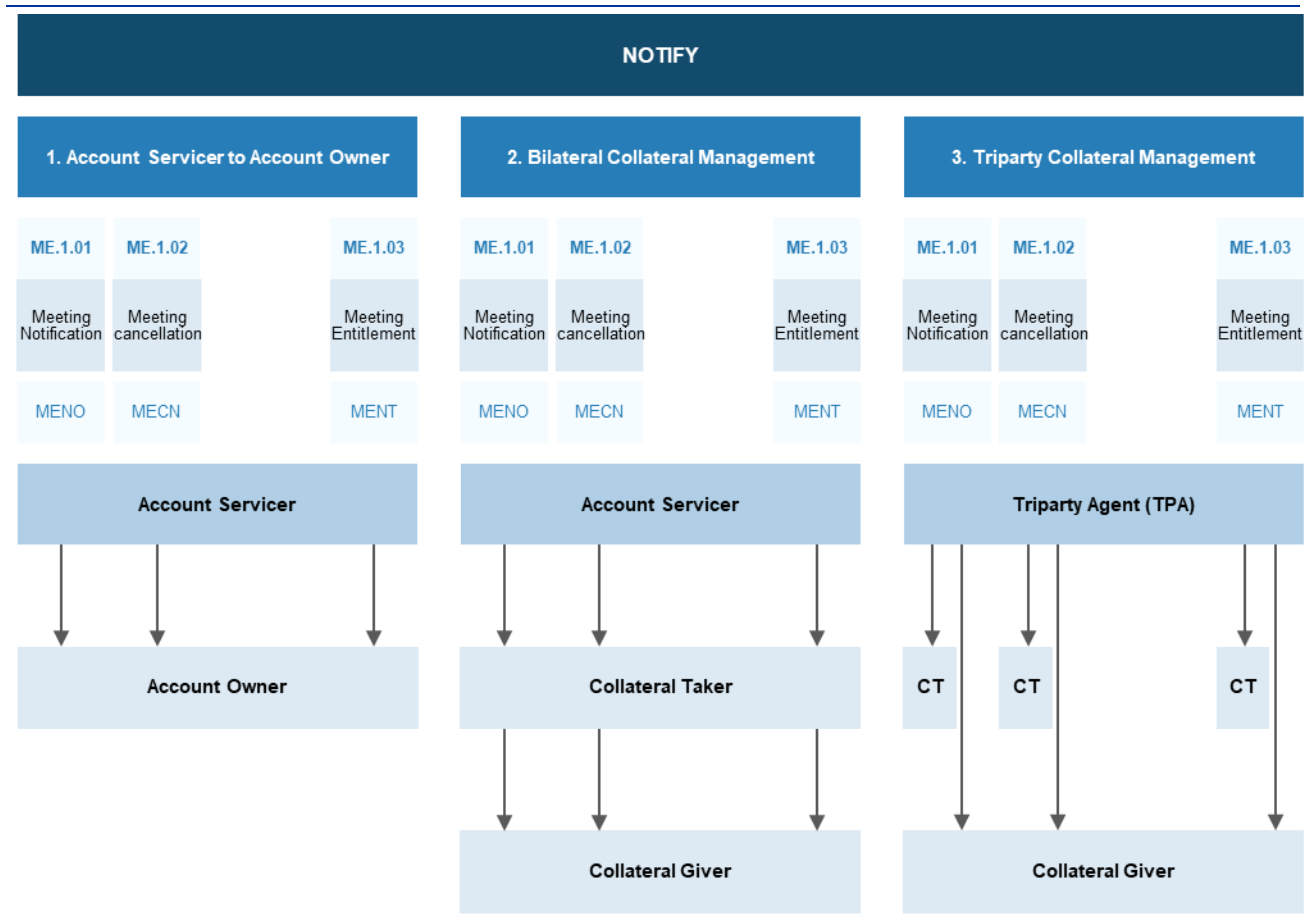 NOTIFY
1. Account Servicer to Account Owner
2. Bilateral Collateral Management
3. Triparty Collateral Management
ME.1.01
ME.1.02
ME.1.03
ME.1.01
ME.1.02
ME.1.03
ME.1.01
ME.1.02
ME.1.03
Meeting
Notification
Meeting
cancellation
Meeting
Entitlement
Meeting
Notification
Meeting
cancellation
Meeting
Entitlement
Meeting
Notification
Meeting
cancellation
Meeting
Entitlement
MENO
MECN
MENT
MENO
MECN
MENT
MENO
MECN
MENT
Account Servicer
Account Servicer
Triparty Agent (TPA)
Account Owner
Collateral Taker
CT
CT
CT
Collateral Giver
Collateral Giver